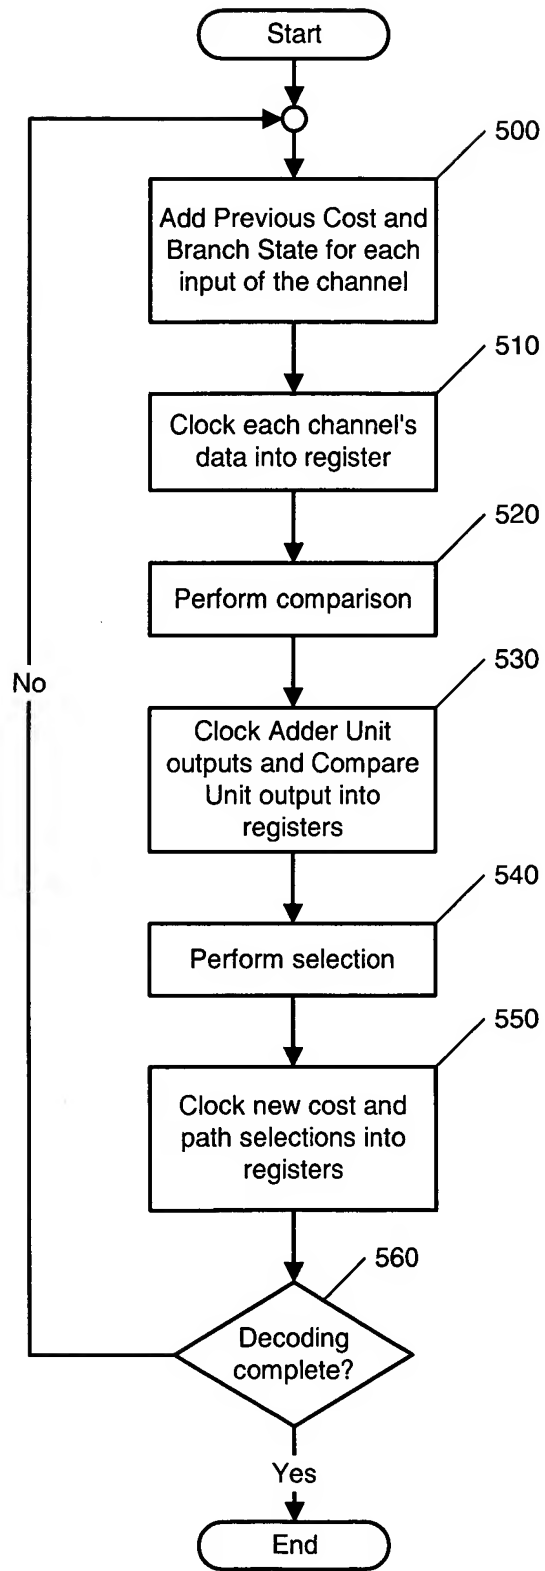 Start
500
Add Previous Cost and
Branch State for each
input of the channel
510
Clock each channel's
data into register
520
Perform comparison
530
No
Clock Adder Unit
outputs and Compare
Unit output into
registers
540
Perform selection
550
Clock new cost and
path selections into
registers
560
Decoding
complete?
Yes
End